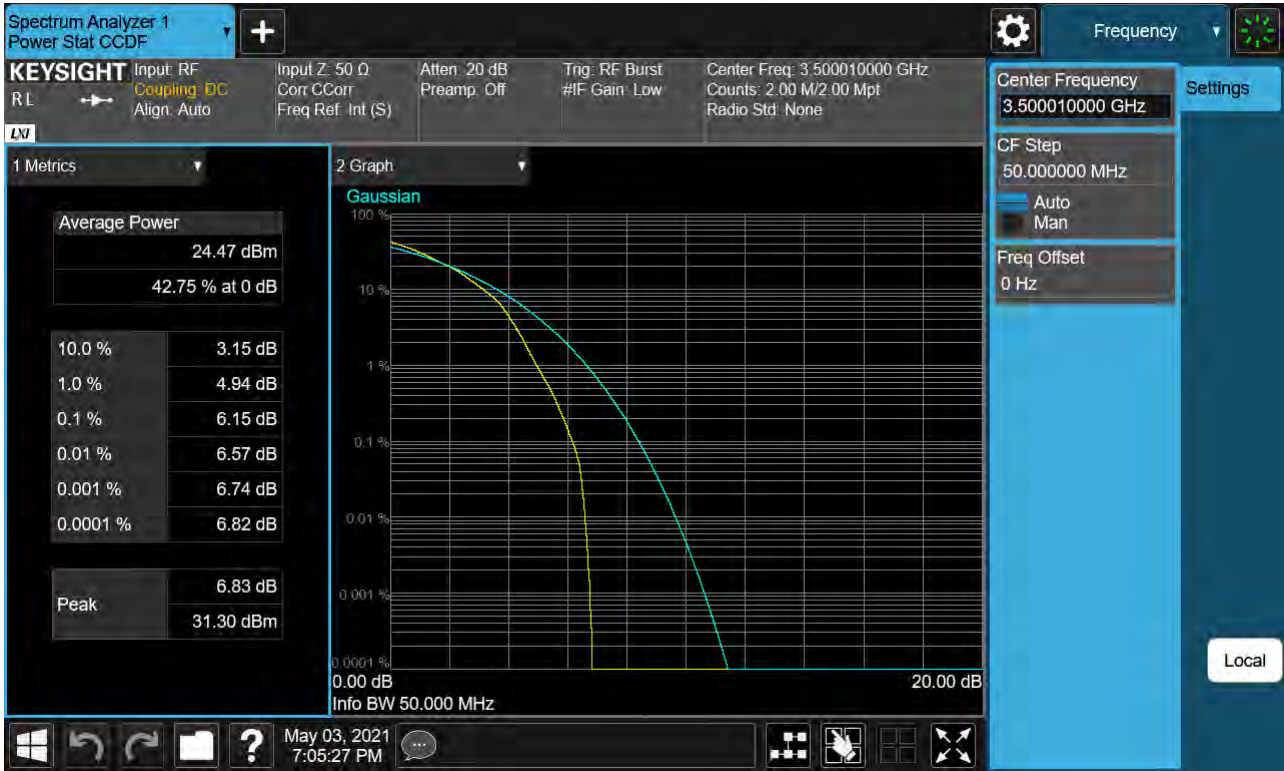 Spectrum Analyzer 1
Power Stat CCDF
Frequency
KEYSIGHT
R L
LXI
Input: RF
Coupling: DC
Align: Auto
Input Z: 50 Ω
Corr CCorr
Freq Ref: Int (S)
Atten: 20 dB
Preamp: Off
Trig: RF Burst
#IF Gain: Low
Center Freq: 3.500010000 GHz
Counts: 2.00 M/2.00 Mpt
Radio Std: None
Center Frequency
3.500010000 GHz
Settings
CF Step
50.000000 MHz
Auto
Man
Freq Offset
0 Hz
1 Metrics
Average Power
24.47 dBm
42.75 % at 0 dB
10.0 % 3.15 dB
1.0 % 4.94 dB
0.1 % 6.15 dB
0.01 % 6.57 dB
0.001 % 6.74 dB
0.0001 % 6.82 dB
Peak
6.83 dB
31.30 dBm
2 Graph
Gaussian
100 %
10 %
1 %
0.1 %
0.01 %
0.001 %
0.0001 %
0.00 dB 20.00 dB
Info BW 50.000 MHz
Local
?
May 03, 2021
7:05:27 PM